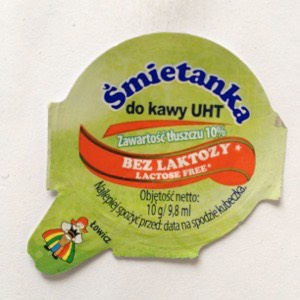 Śmietanka
do kawy UHT
Zawartość tłuszczu 10%
BEZ LAKTOZY*
LACTOSE FREE*
Objętość netto:
10 g/ 9,8 ml
Najlepiej spożyć przed: data na spodzie kubeczka.
Łowicz